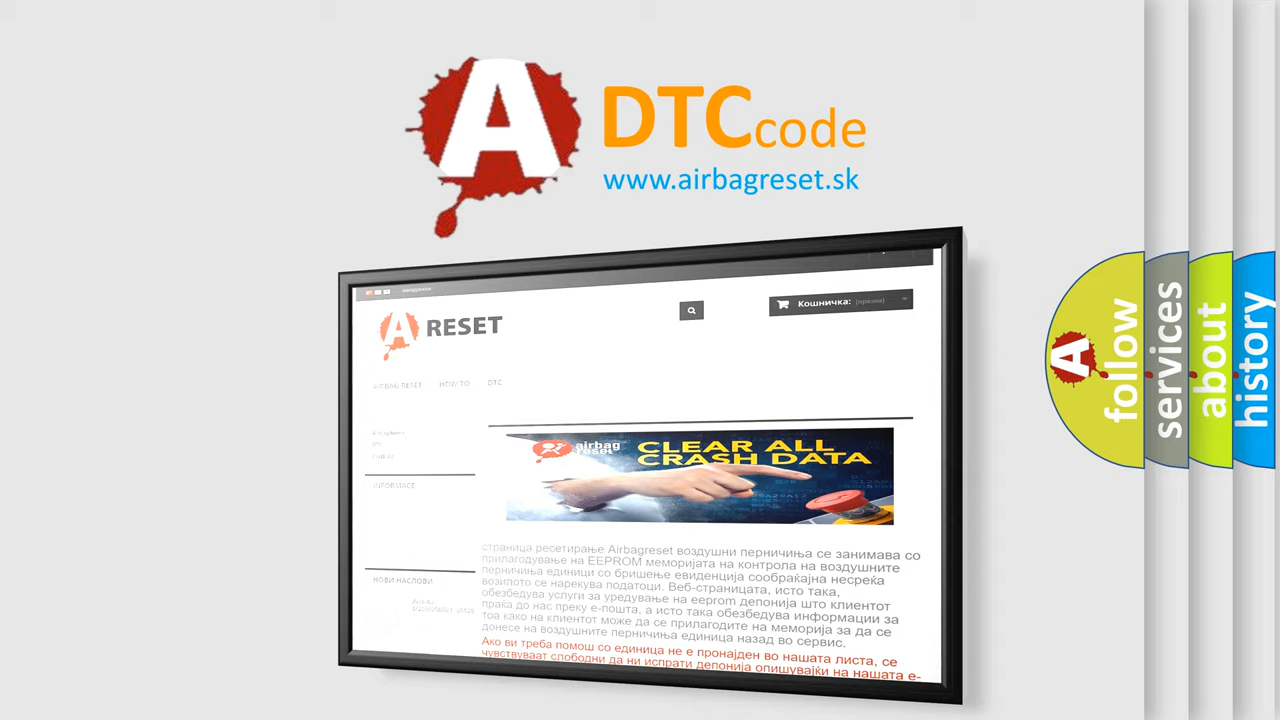 A
DTCcode
www.airbagreset.sk
Кошничка: (празна)
A RESET
AIRBAG RESET HOW TO DTC
DTC
INFORMACE
airbag
reset
CLEAR ALL
CRASH DATA
страница ресетирање Airbagreset воздушни перничиња се занимава со
прилагодување на EEPROM меморијата на контрола на воздушните
перничиња единици со бришење евиденција сообраќајна несреќа
возилото се нарекува податоци. Веб-страницата, исто така,
обезбедува услуги за уредување на eeprom депонија што клиентот
праќа до нас преку е-пошта, а исто така обезбедува информации за
тоа како на клиентот може да се прилагодите на меморија за да се
донесе на воздушните перничиња единица назад во сервис.
Ако ви треба помош со единица не е пронајден во нашата листа, се
чувствуваат слободни да ни испрати депонија опишувајќи на нашата е-
НОВИ НАСЛОВИ
A
follow
services
about
history